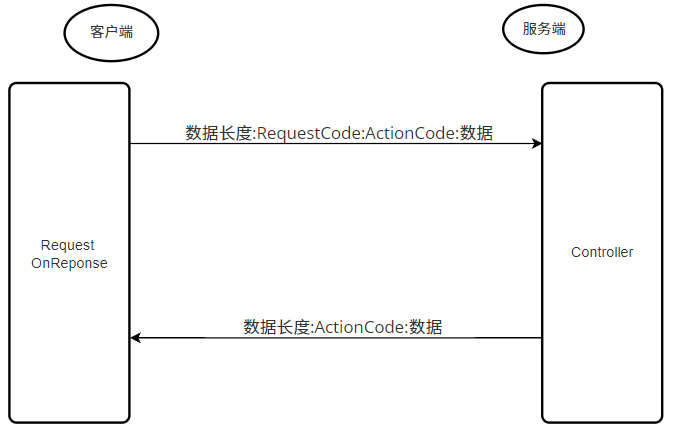 客户端
服务端
数据长度:RequestCode:ActionCode:数据
Request
OnReponse
Controller
数据长度:ActionCode:数据